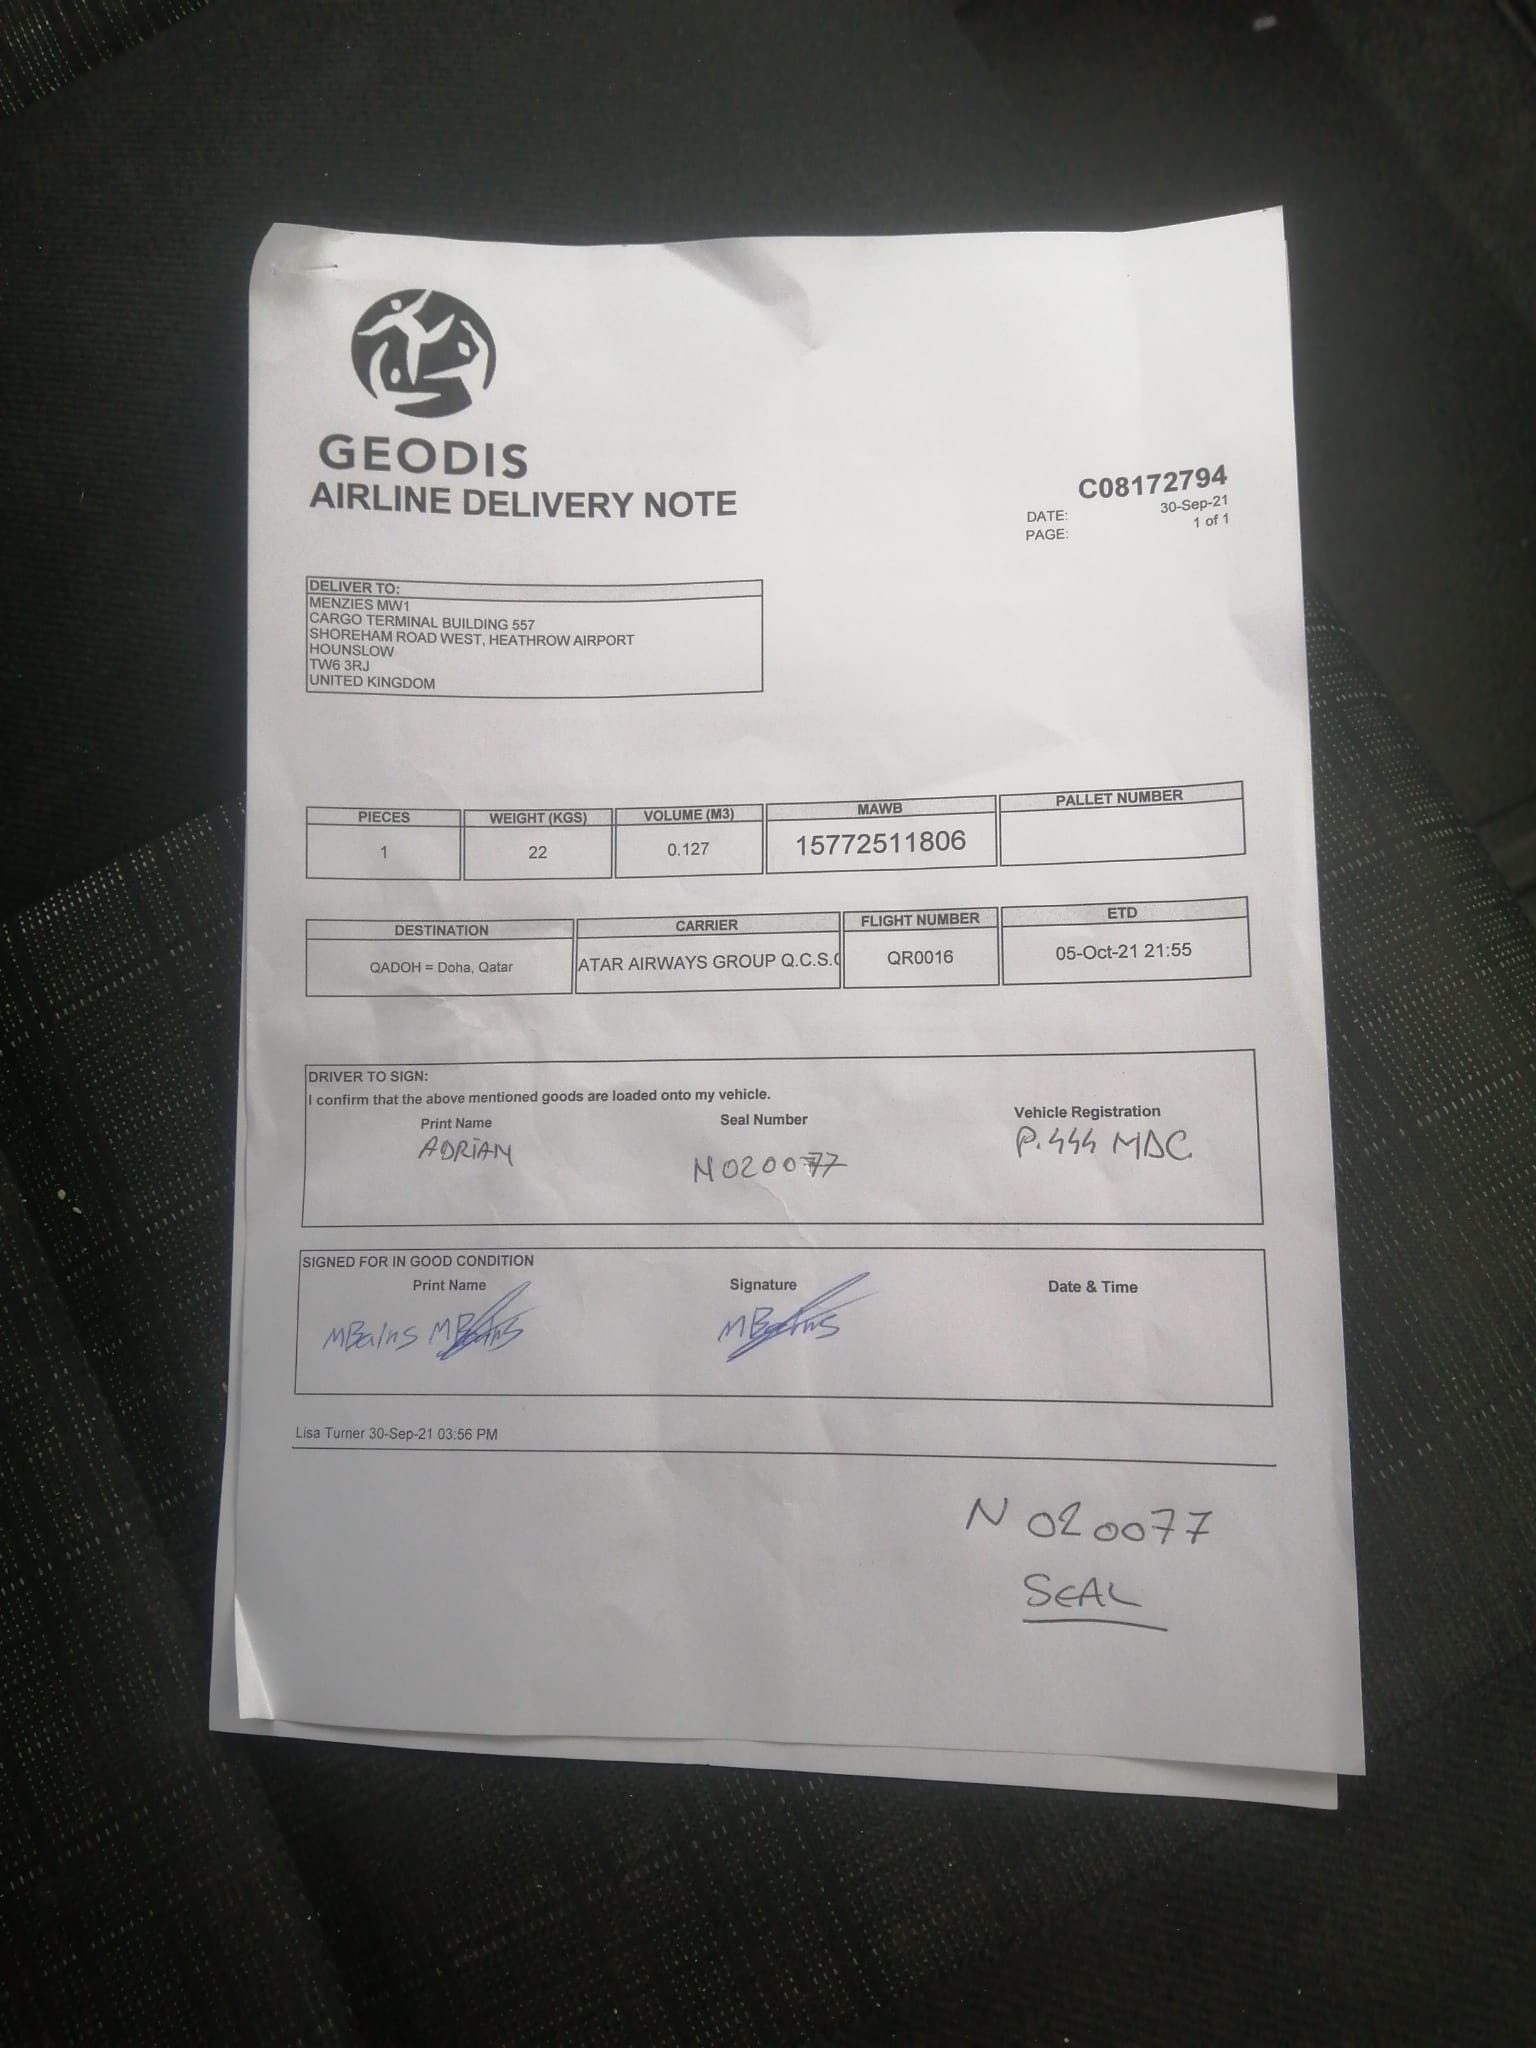 GEODIS
AIRLINE DELIVERY NOTE
C08172794
DATE: 30-Sep-21
PAGE: 1 of 1
DELIVER TO:
MENZIES MW1
CARGO TERMINAL BUILDING 557
SHOREHAM ROAD WEST, HEATHROW AIRPORT
HOUNSLOW
TW6 3RJ
UNITED KINGDOM
PIECES WEIGHT (KGS) VOLUME (M3) MAWB PALLET NUMBER
1 22 0.127 15772511806
DESTINATION CARRIER FLIGHT NUMBER ETD
QADOH = Doha, Qatar ATAR AIRWAYS GROUP Q.C.S.( QR0016 05-Oct-21 21:55
DRIVER TO SIGN:
I confirm that the above mentioned goods are loaded onto my vehicle.
Print Name Seal Number Vehicle Registration
ADRIAN N020077 P.444 MDC
SIGNED FOR IN GOOD CONDITION
Print Name Signature Date & Time
MBains MBains MBains
Lisa Turner 30-Sep-21 03:56 PM
N 020077
SEAL